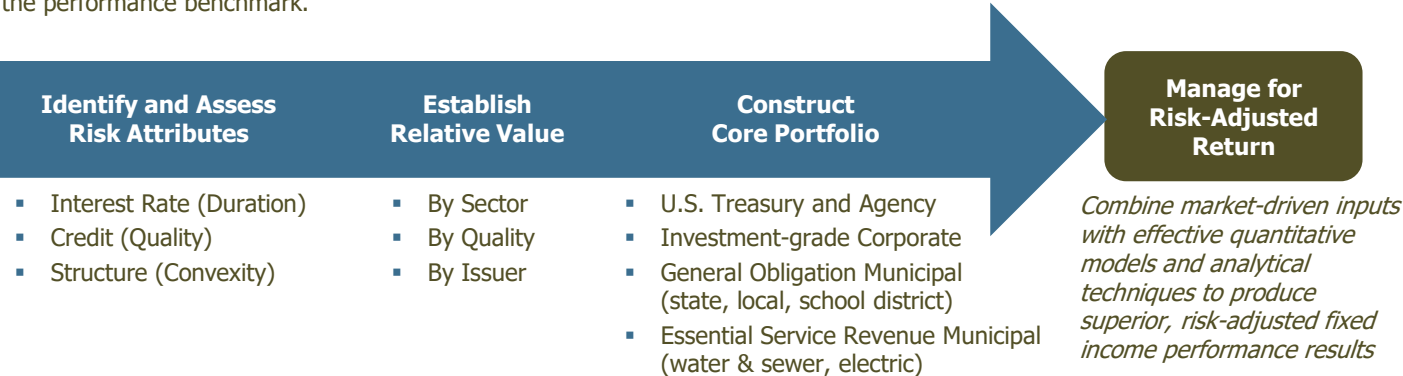 the performance benchmark.
Identify and Assess
Risk Attributes
Establish
Relative Value
Construct
Core Portfolio
Manage for
Risk-Adjusted
Return
▪ Interest Rate (Duration)
▪ Credit (Quality)
▪ Structure (Convexity)
▪ By Sector
▪ By Quality
▪ By Issuer
▪ U.S. Treasury and Agency
▪ Investment-grade Corporate
▪ General Obligation Municipal
(state, local, school district)
▪ Essential Service Revenue Municipal
(water & sewer, electric)
Combine market-driven inputs
with effective quantitative
models and analytical
techniques to produce
superior, risk-adjusted fixed
income performance results